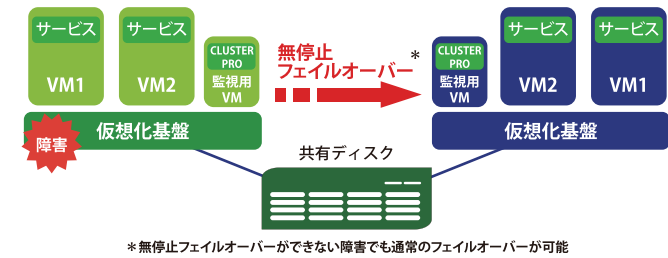 サービス
VM1
サービス
VM2
CLUSTER
PRO
監視用
VM
無停止
フェイルオーバー
*
CLUSTER
PRO
監視用
VM
サービス
VM2
サービス
VM1
仮想化基盤
障害
仮想化基盤
共有ディスク
*無停止フェイルオーバーができない障害でも通常のフェイルオーバーが可能